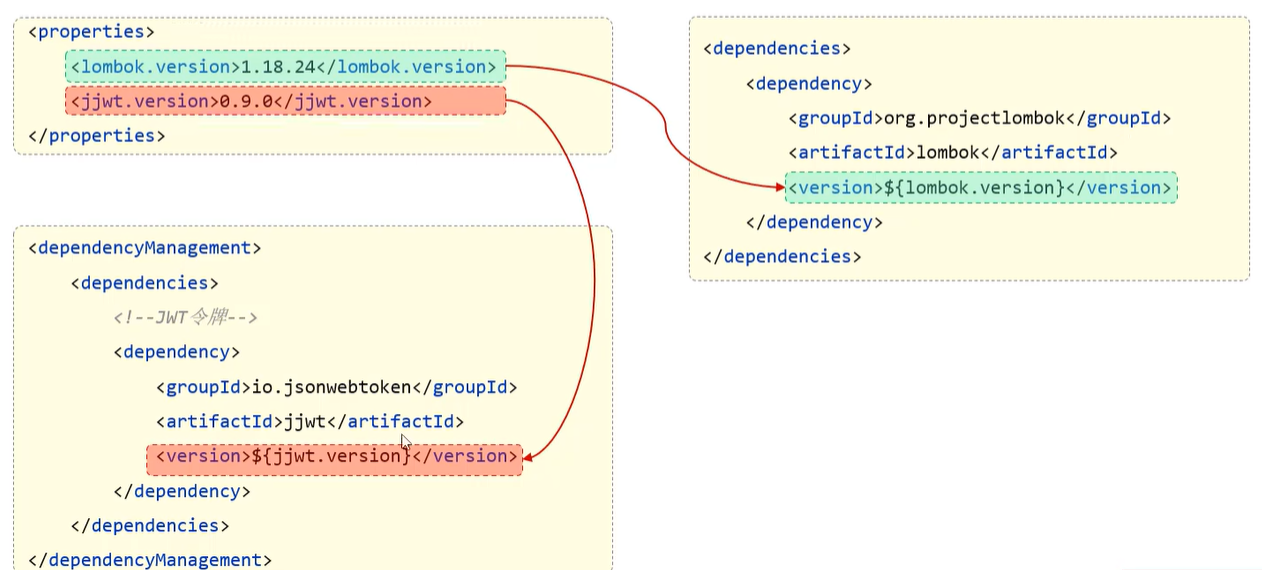 <properties>
<lombok.version>1.18.24</lombok.version>
<jjwt.version>0.9.0</jjwt.version>
</properties>
<dependencyManagement>
<dependencies>
<!--JWT令牌-->
<dependency>
<groupId>io.jsonwebtoken</groupId>
<artifactId>jjwt</artifactId>
<version>${jjwt.version}</version>
</dependency>
</dependencies>
</dependencyManagement>
<dependencies>
<dependency>
<groupId>org.projectlombok</groupId>
<artifactId>lombok</artifactId>
<version>${lombok.version}</version>
</dependency>
</dependencies>